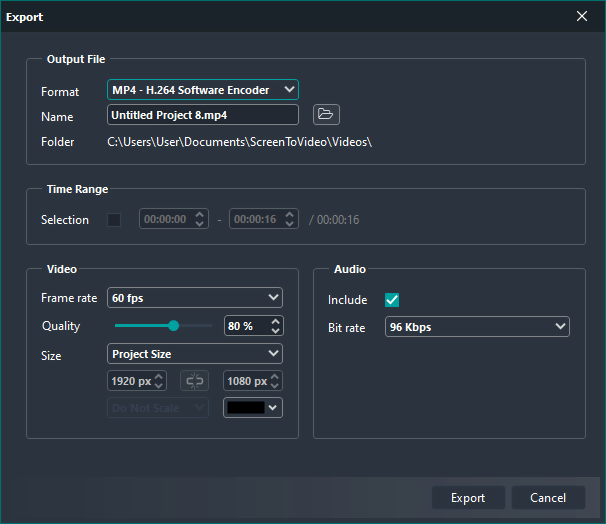 Export
Output File
Format MP4 - H.264 Software Encoder
Name Untitled Project 8.mp4
Folder C:\Users\User\Documents\ScreenToVideo\Videos\
Time Range
Selection 00:00:00 - 00:00:16 / 00:00:16
Video
Frame rate 60 fps
Quality 80 %
Size Project Size
1920 px 1080 px
Do Not Scale
Audio
Include
Bit rate 96 Kbps
Export Cancel